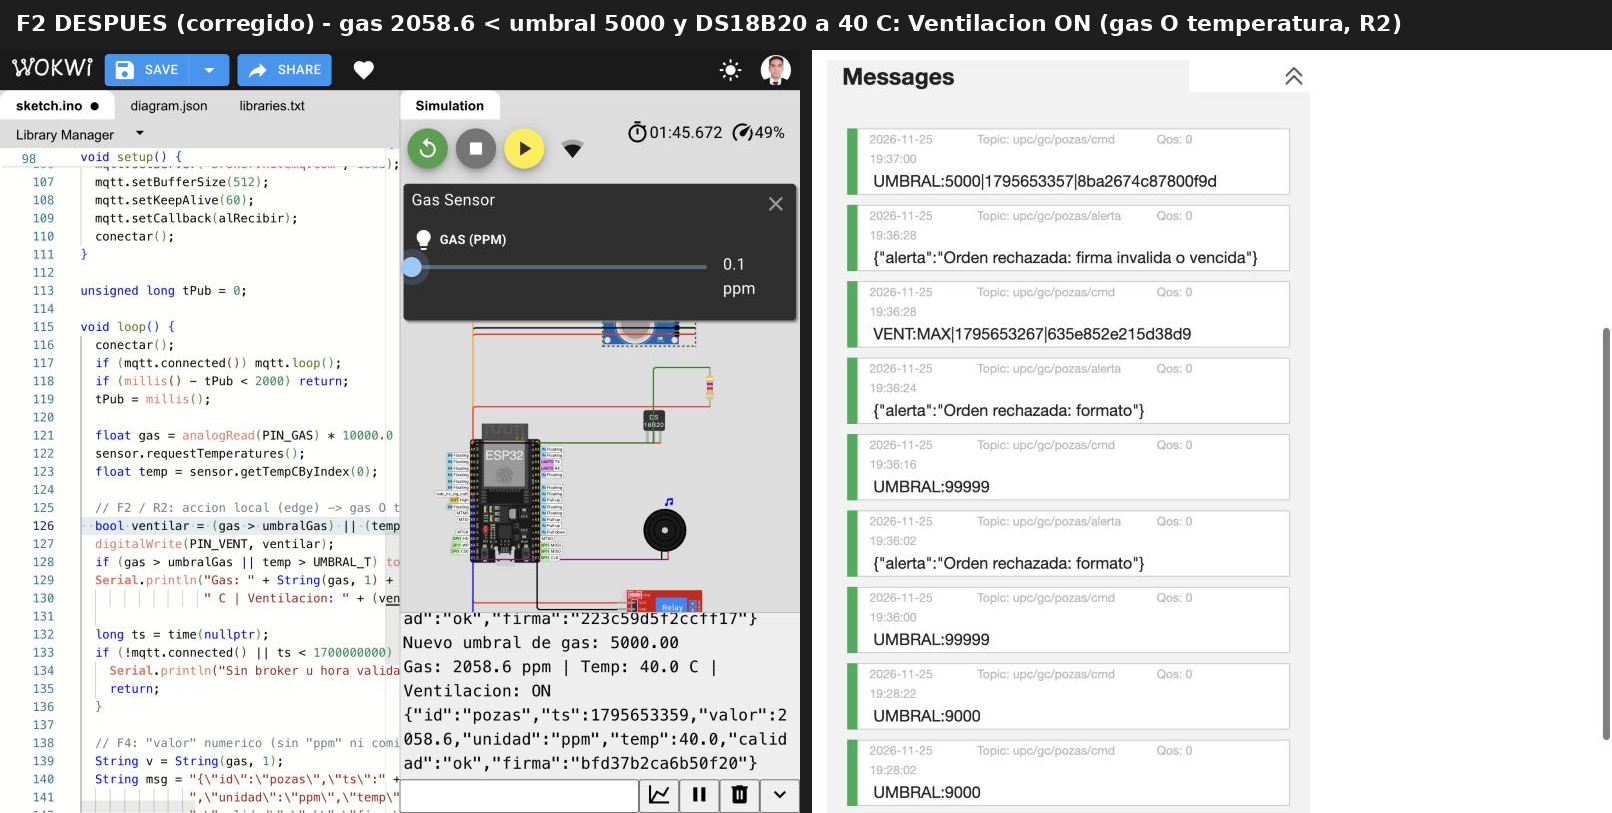 F2 DESPUES (corregido) - gas 2058.6 < umbral 5000 y DS18B20 a 40 C: Ventilacion ON (gas O temperatura, R2)
WOKWI
SAVE
SHARE
sketch.ino ●
diagram.json
libraries.txt
Library Manager
98 void setup() {
107 mqtt.setBufferSize(512);
108 mqtt.setKeepAlive(60);
109 mqtt.setCallback(alRecibir);
110 conectar();
111 }
112
113 unsigned long tPub = 0;
114
115 void loop() {
116 conectar();
117 if (mqtt.connected()) mqtt.loop();
118 if (millis() - tPub < 2000) return;
119 tPub = millis();
120
121 float gas = analogRead(PIN_GAS) * 10000.0
122 sensor.requestTemperatures();
123 float temp = sensor.getTempCByIndex(0);
124
125 // F2 / R2: accion local (edge) -> gas O t
126 bool ventilar = (gas > umbralGas) || (temp
127 digitalWrite(PIN_VENT, ventilar);
128 if (gas > umbralGas || temp > UMBRAL_T) to
129 Serial.println("Gas: " + String(gas, 1) +
130 " C | Ventilacion: " + (ven
131
132 long ts = time(nullptr);
133 if (!mqtt.connected() || ts < 1700000000)
134 Serial.println("Sin broker u hora valida
135 return;
136 }
137
138 // F4: "valor" numerico (sin "ppm" ni comi
139 String v = String(gas, 1);
140 String msg = "{\"id\":\"pozas\",\"ts\":" +
141 ",\"unidad\":\"ppm\",\"temp\"
Simulation
01:45.672
49%
Gas Sensor
GAS (PPM)
0.1
ppm
DS
18B20
ESP32
Relay
ad":"ok","firma":"223c59d5f2ccff17"}
Nuevo umbral de gas: 5000.00
Gas: 2058.6 ppm | Temp: 40.0 C |
Ventilacion: ON
{"id":"pozas","ts":1795653359,"valor":2
058.6,"unidad":"ppm","temp":40.0,"calid
ad":"ok","firma":"bfd37b2ca6b50f20"}
Messages
2026-11-25 Topic: upc/gc/pozas/cmd Qos: 0
19:37:00
UMBRAL:5000|1795653357|8ba2674c87800f9d
2026-11-25 Topic: upc/gc/pozas/alerta Qos: 0
19:36:28
{"alerta":"Orden rechazada: firma invalida o vencida"}
2026-11-25 Topic: upc/gc/pozas/cmd Qos: 0
19:36:28
VENT:MAX|1795653267|635e852e215d38d9
2026-11-25 Topic: upc/gc/pozas/alerta Qos: 0
19:36:24
{"alerta":"Orden rechazada: formato"}
2026-11-25 Topic: upc/gc/pozas/cmd Qos: 0
19:36:16
UMBRAL:99999
2026-11-25 Topic: upc/gc/pozas/alerta Qos: 0
19:36:02
{"alerta":"Orden rechazada: formato"}
2026-11-25 Topic: upc/gc/pozas/cmd Qos: 0
19:36:00
UMBRAL:99999
2026-11-25 Topic: upc/gc/pozas/cmd Qos: 0
19:28:22
UMBRAL:9000
2026-11-25 Topic: upc/gc/pozas/cmd Qos: 0
19:28:02
UMBRAL:9000